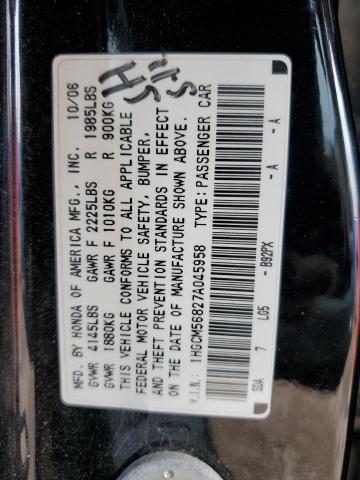 MFD. BY HONDA OF AMERICA MFG., INC. 10/06
GVWR 4145LBS GAWR F 2225LBS R 1985LBS
GVWR 1880KG GAWR F 1010KG R 900KG
THIS VEHICLE CONFORMS TO ALL APPLICABLE
FEDERAL MOTOR VEHICLE SAFETY, BUMPER,
AND THEFT PREVENTION STANDARDS IN EFFECT
ON THE DATE OF MANUFACTURE SHOWN ABOVE.
V.I.N.: 1HGCM56827A045958 TYPE: PASSENGER CAR
SDA 7 LG5 - B92PX - A - A